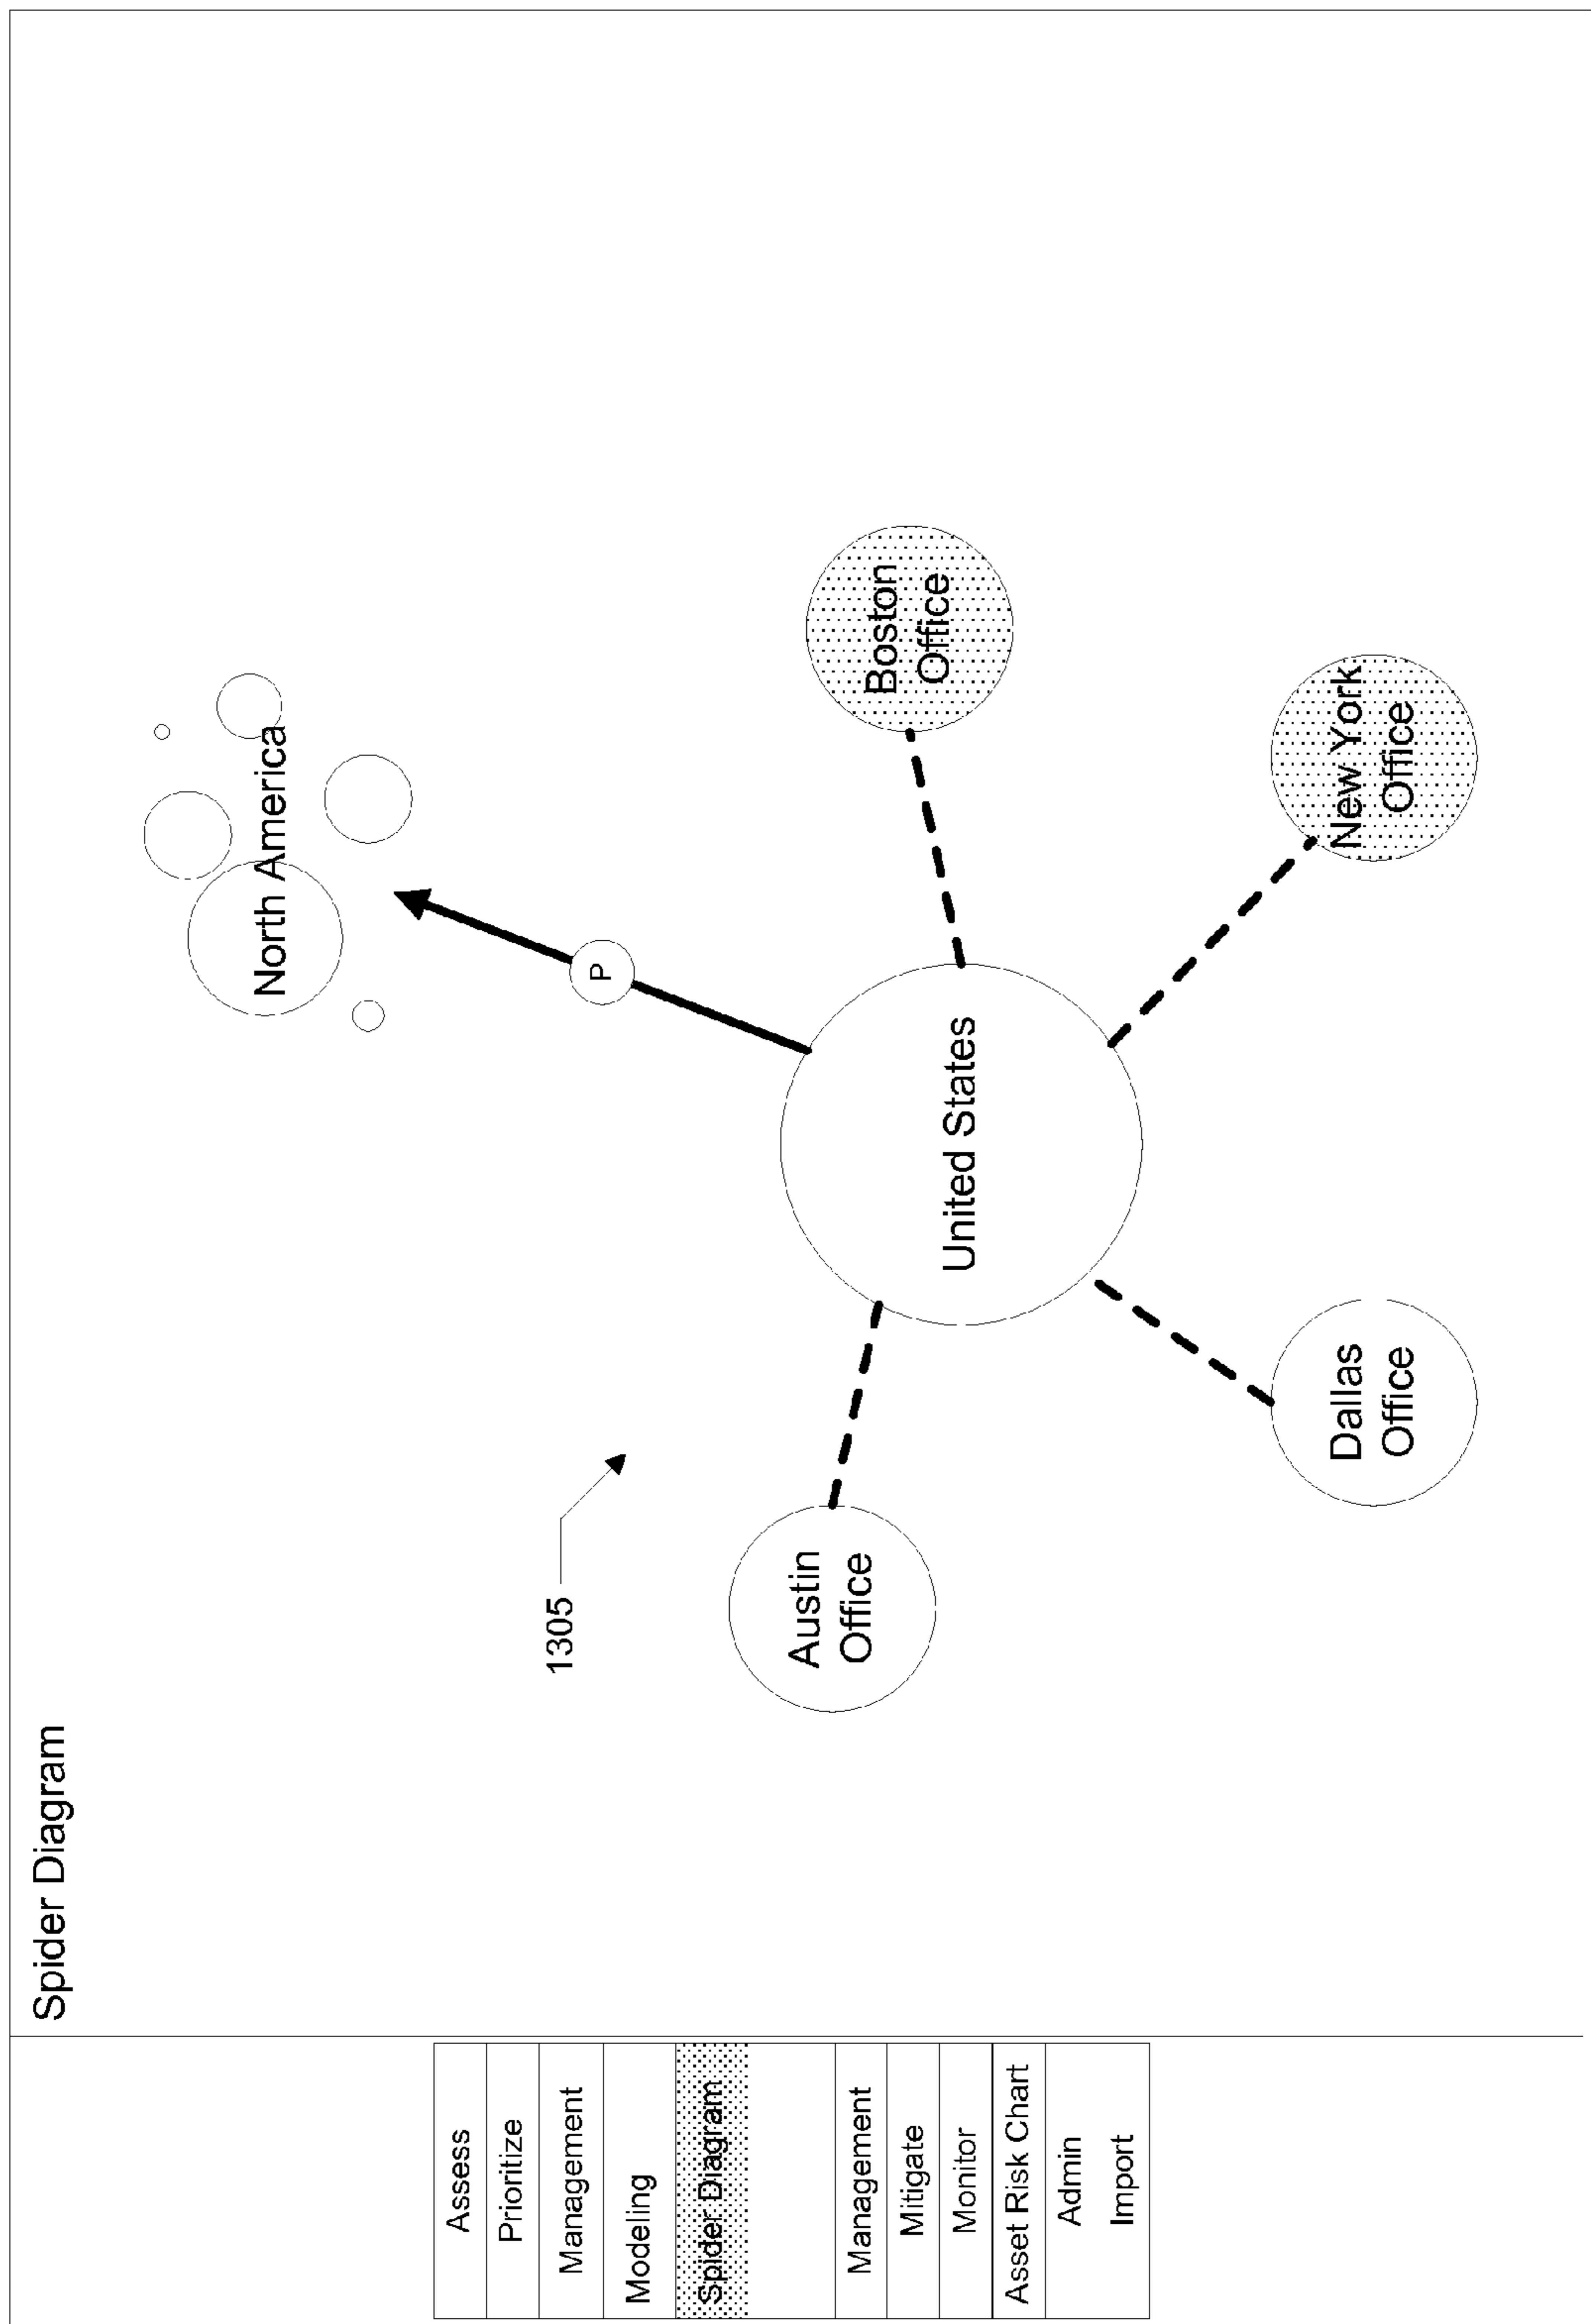 Spider Diagram
Assess
Prioritize
Management
Modeling
Spider Diagram
Management
Mitigate
Monitor
Asset Risk Chart
Admin
Import
North America
P
1305
Austin
Office
United States
Boston
Office
Dallas
Office
New York
Office